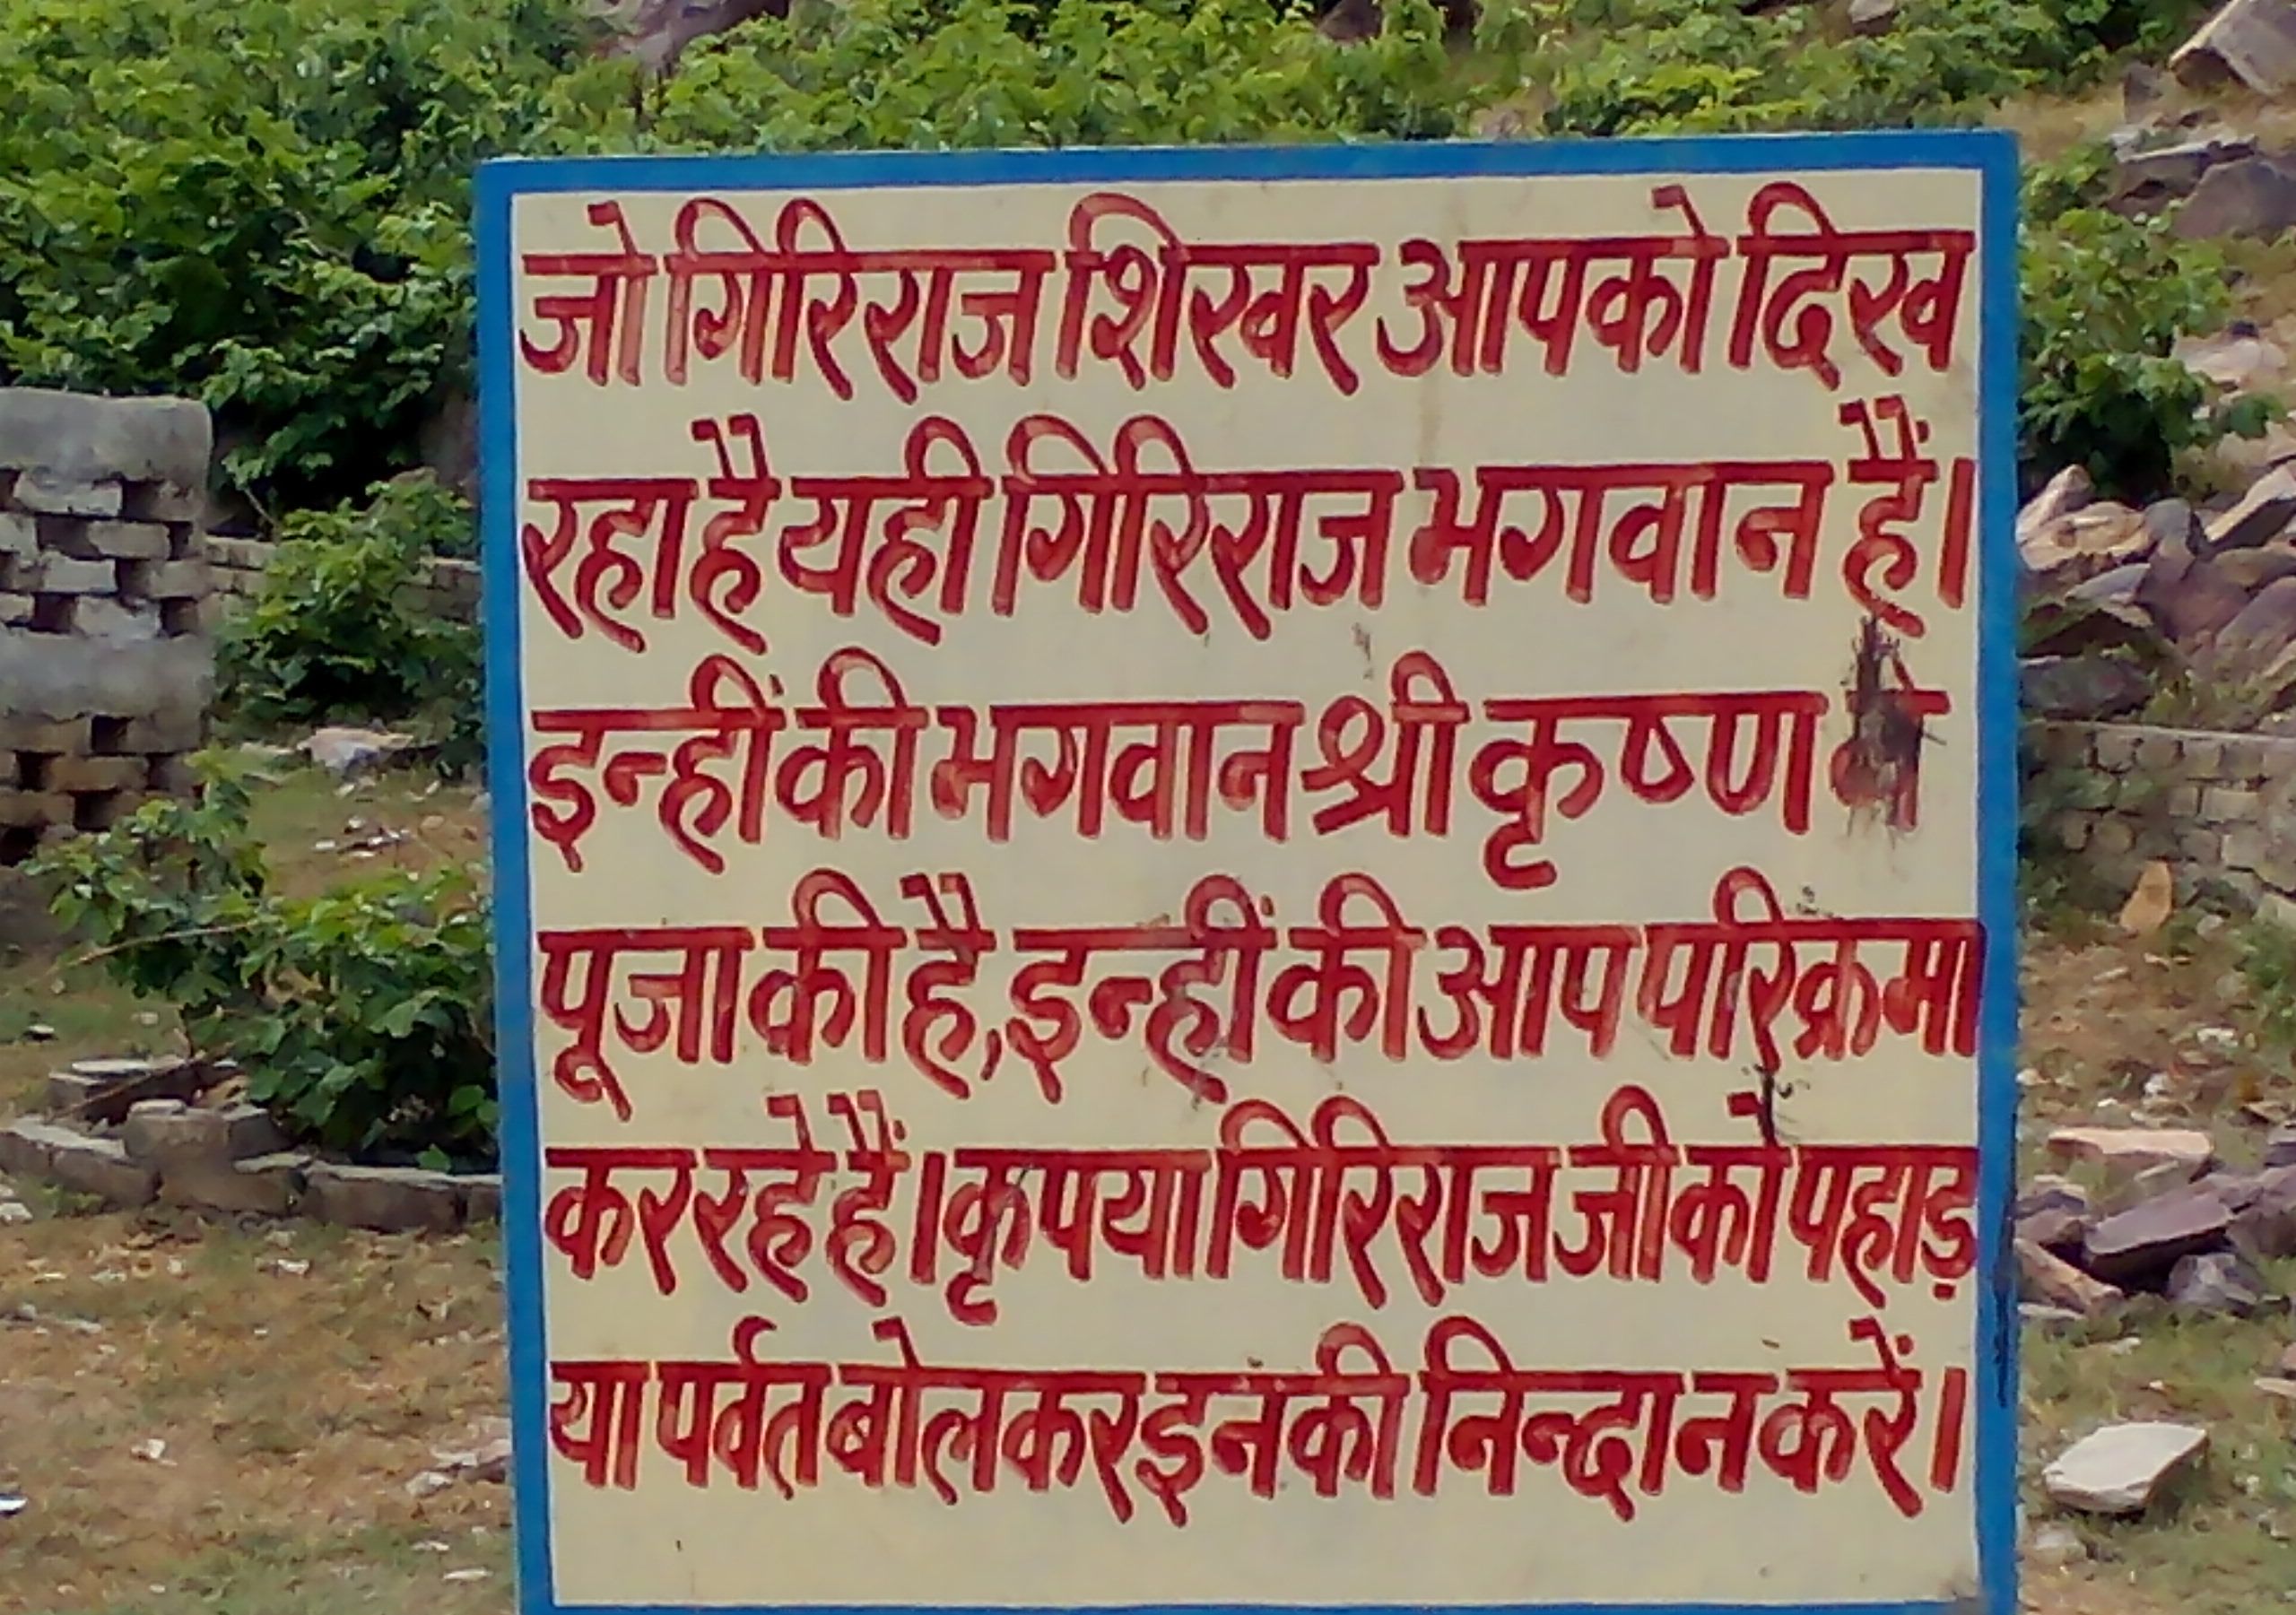 जो गिरिराज शिखर आपको दिख
रहा है यही गिरिराज भगवान हैं।
इन्हीं की भगवान श्री कृष्ण ने
पूजा की है, इन्हीं की आप परिक्रमा
कर रहे हैं। कृपया गिरिराज जी को पहाड़
या पर्वत बोलकर इनकी निन्दा न करें।